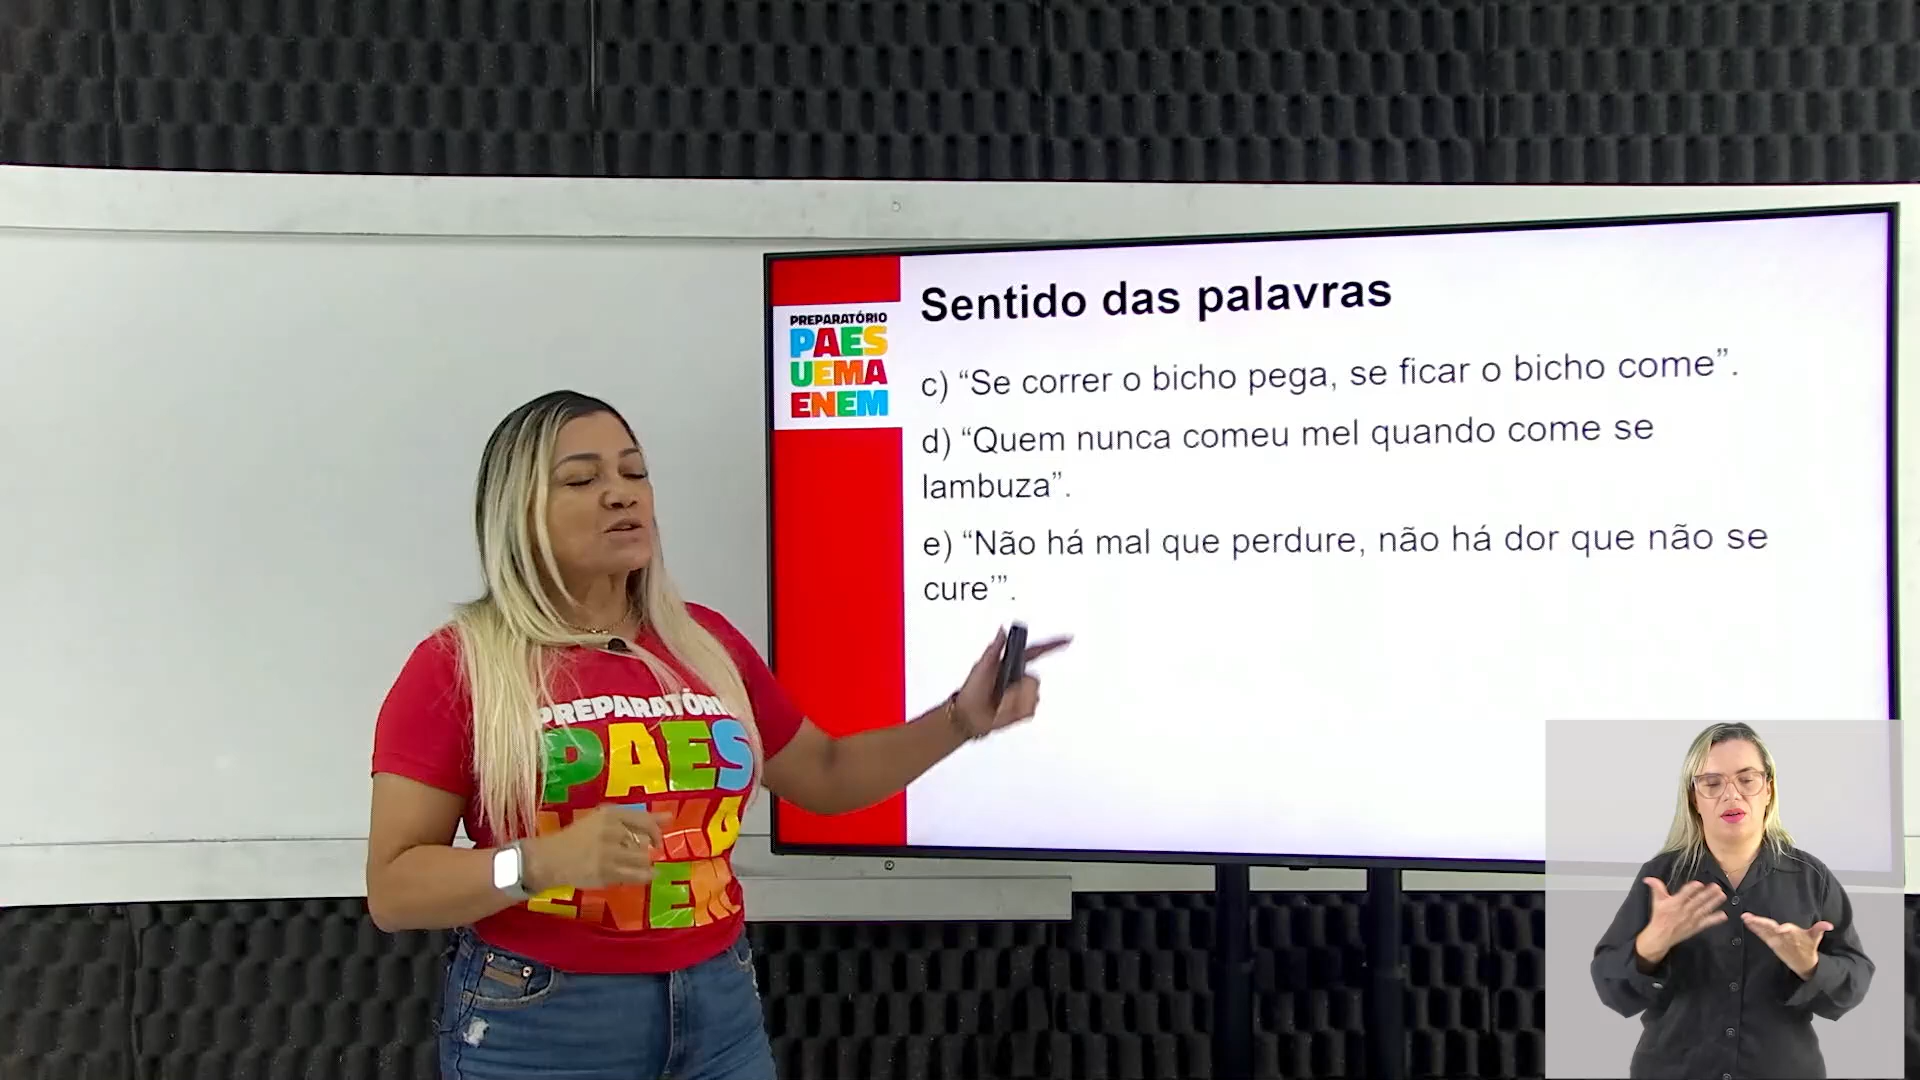 Sentido das palavras
PREPARATÓRIO
PAES
UEMA
ENEM
c) “Se correr o bicho pega, se ficar o bicho come”.
d) “Quem nunca comeu mel quando come se
lambuza”.
e) “Não há mal que perdure, não há dor que não se
cure’”.
PAES